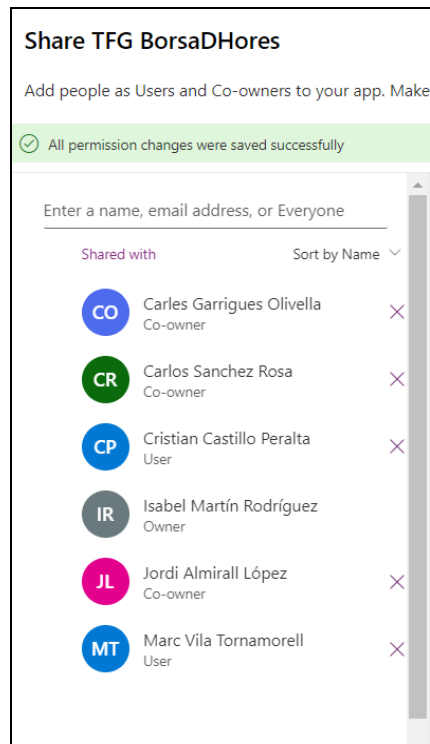 Share TFG BorsaDHores
Add people as Users and Co-owners to your app. Make
All permission changes were saved successfully
Enter a name, email address, or Everyone
Shared with Sort by Name
CO Carles Garrigues Olivella
Co-owner
CR Carlos Sanchez Rosa
Co-owner
CP Cristian Castillo Peralta
User
IR Isabel Martín Rodríguez
Owner
JL Jordi Almirall López
Co-owner
MT Marc Vila Tornamorell
User